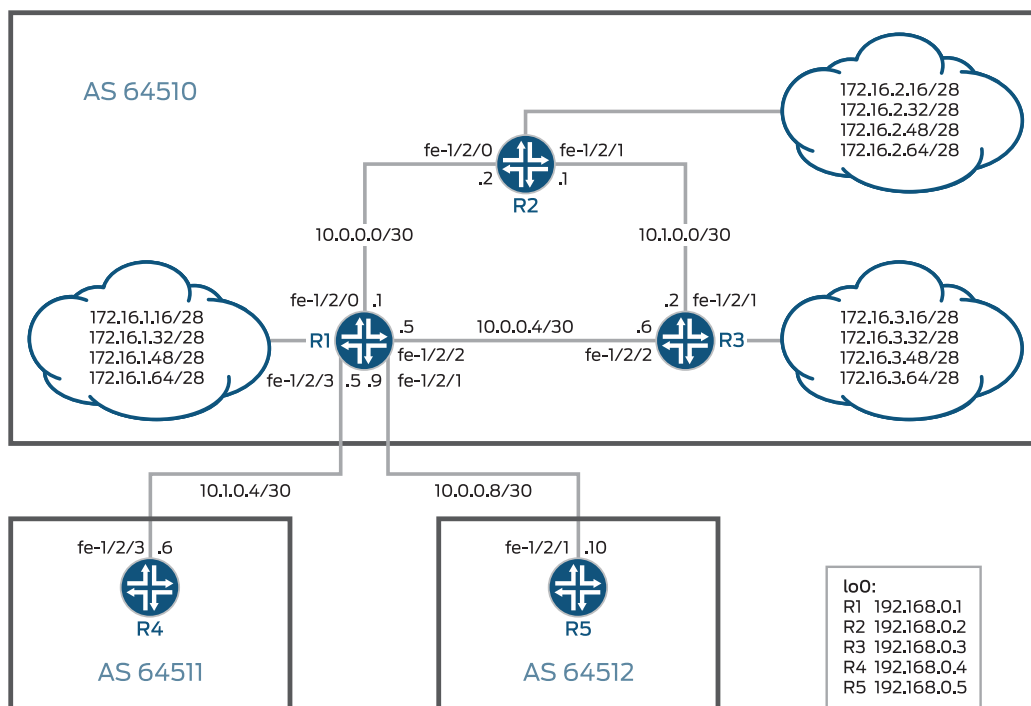 AS 64510
172.16.2.16/28
172.16.2.32/28
172.16.2.48/28
172.16.2.64/28
fe-1/2/0
fe-1/2/1
.2
.1
R2
10.0.0.0/30
10.1.0.0/30
172.16.1.16/28
172.16.1.32/28
172.16.1.48/28
172.16.1.64/28
fe-1/2/0 .1
R1
.5
fe-1/2/2
fe-1/2/3 .5 .9 fe-1/2/1
10.0.0.4/30
.2 fe-1/2/1
.6
fe-1/2/2
R3
172.16.3.16/28
172.16.3.32/28
172.16.3.48/28
172.16.3.64/28
10.1.0.4/30
10.0.0.8/30
fe-1/2/3 .6
R4
AS 64511
fe-1/2/1 .10
R5
AS 64512
lo0:
R1 192.168.0.1
R2 192.168.0.2
R3 192.168.0.3
R4 192.168.0.4
R5 192.168.0.5